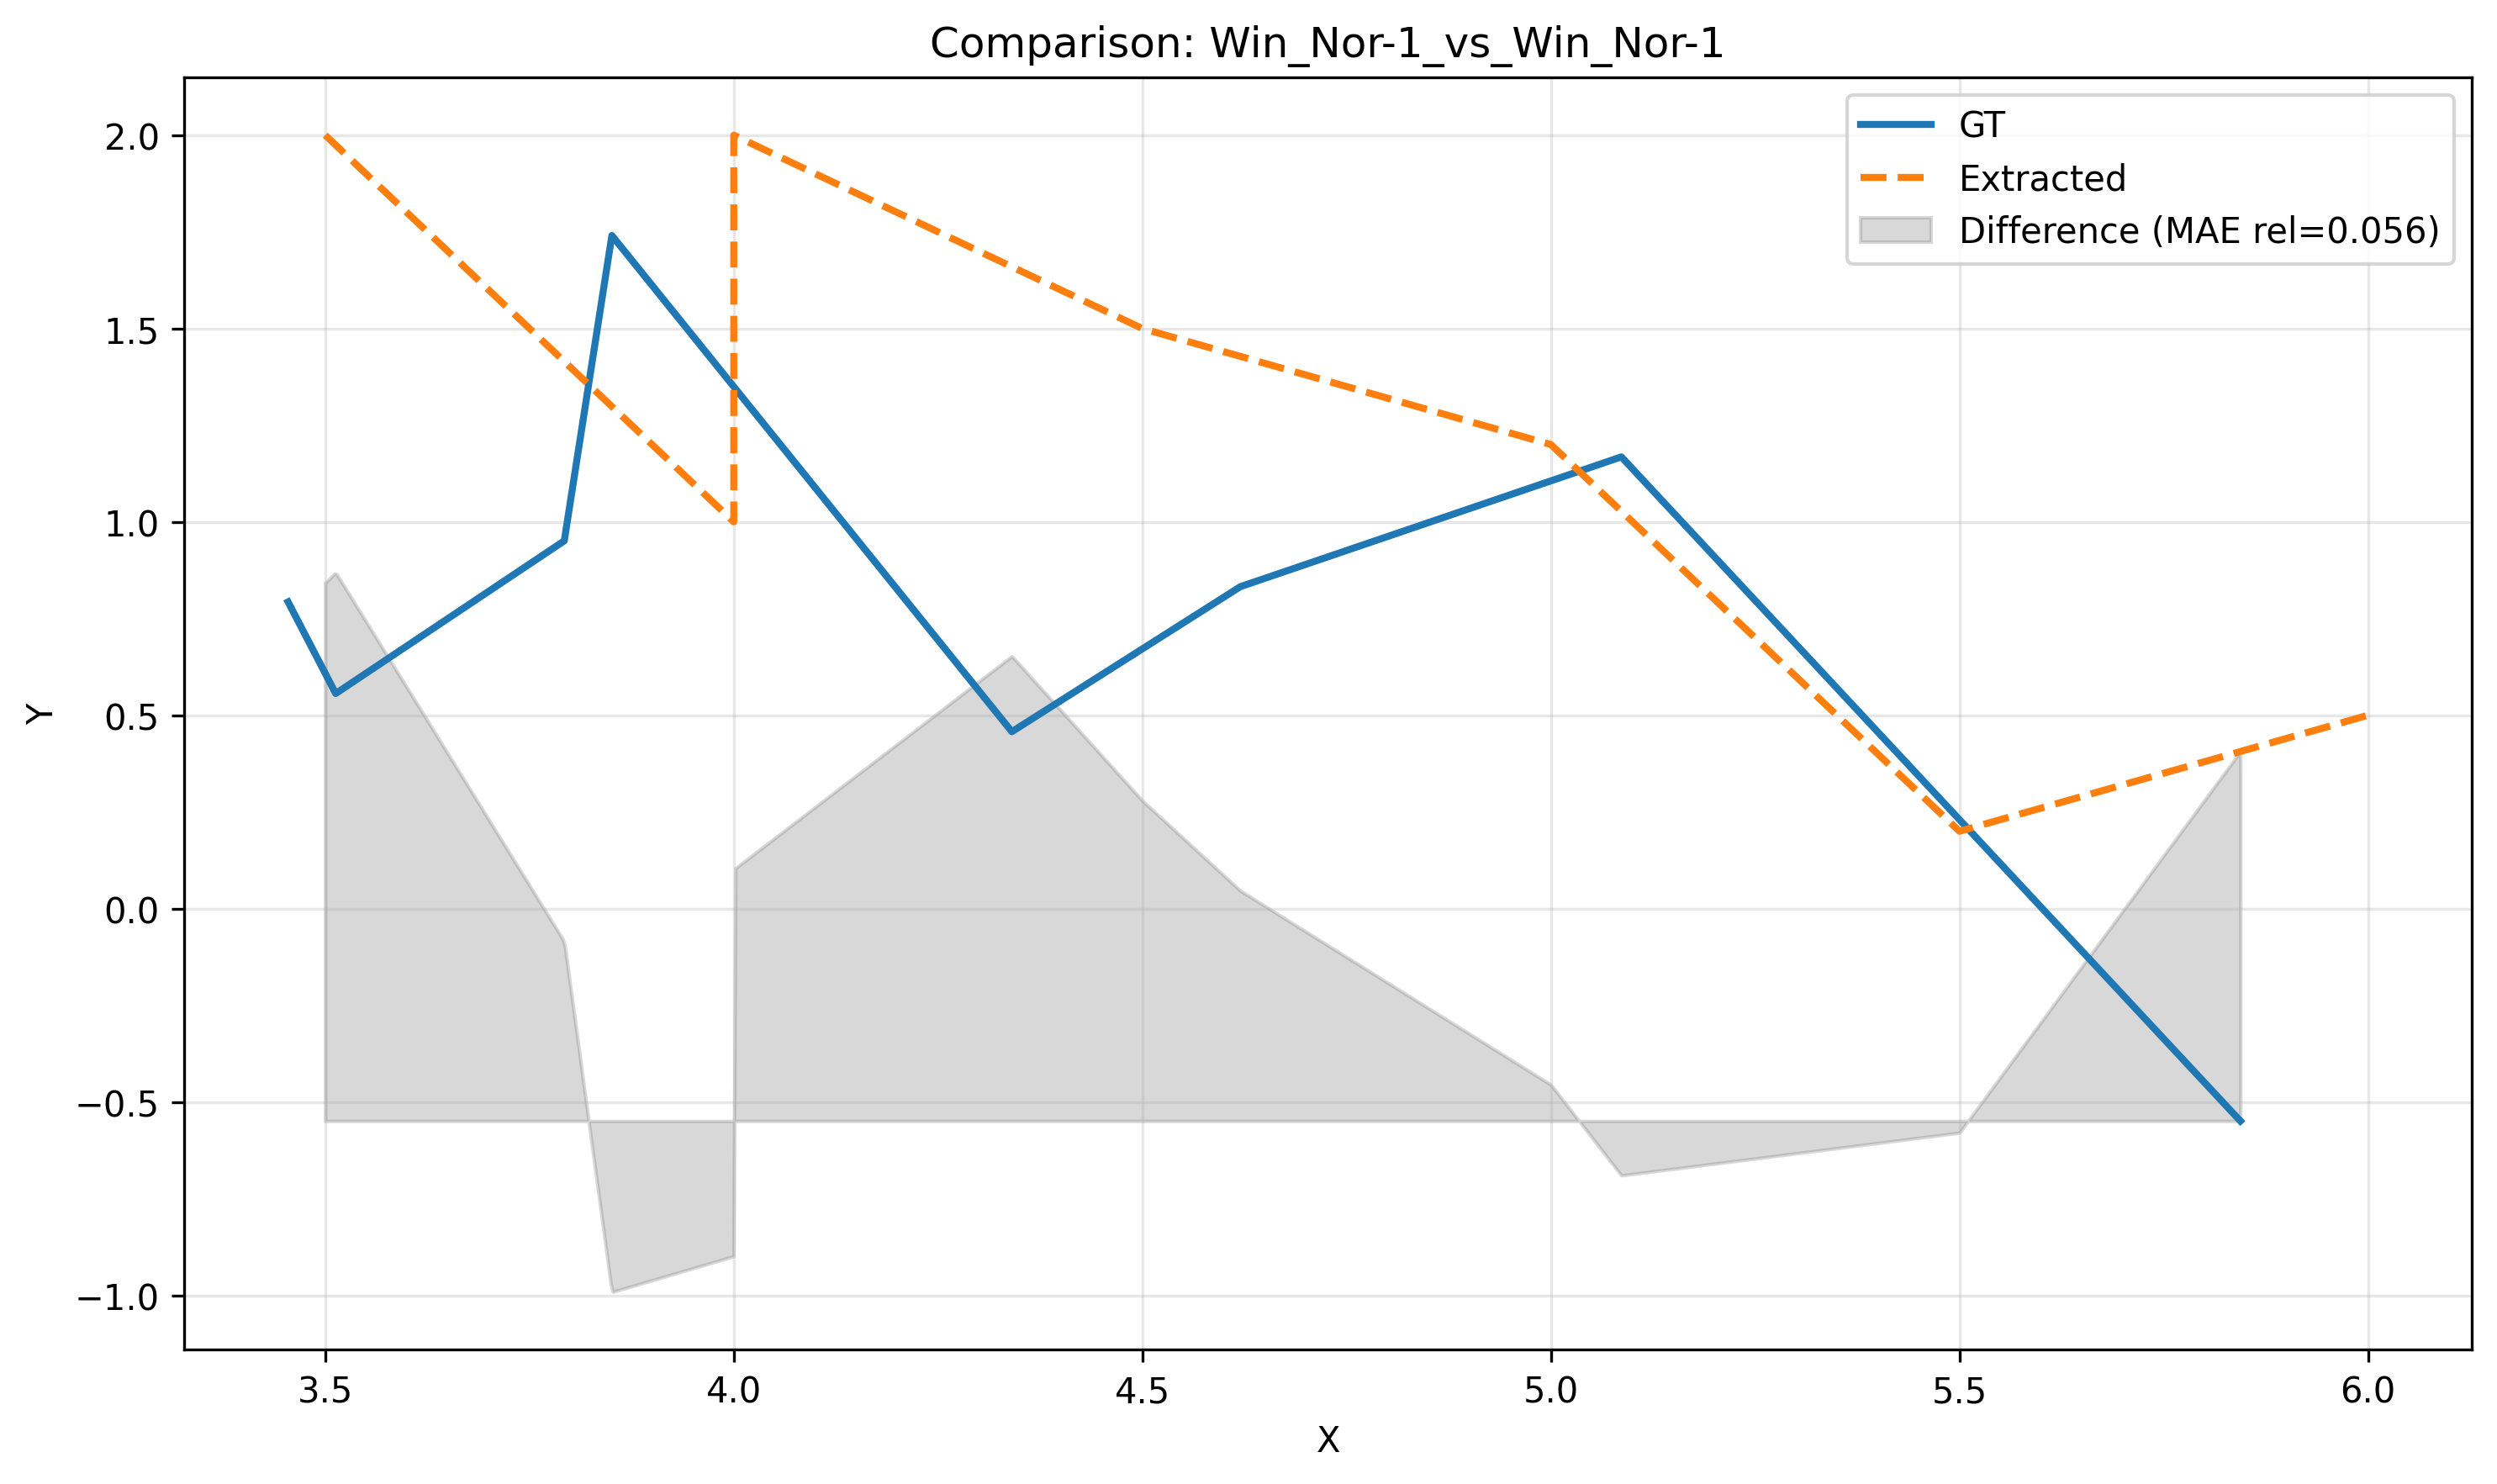 Comparison: Win_Nor-1_vs_Win_Nor-1
GT
Extracted
Difference (MAE rel=0.056)
Y
2.0
1.5
1.0
0.5
0.0
−0.5
−1.0
3.5 4.0 4.5 5.0 5.5 6.0
X